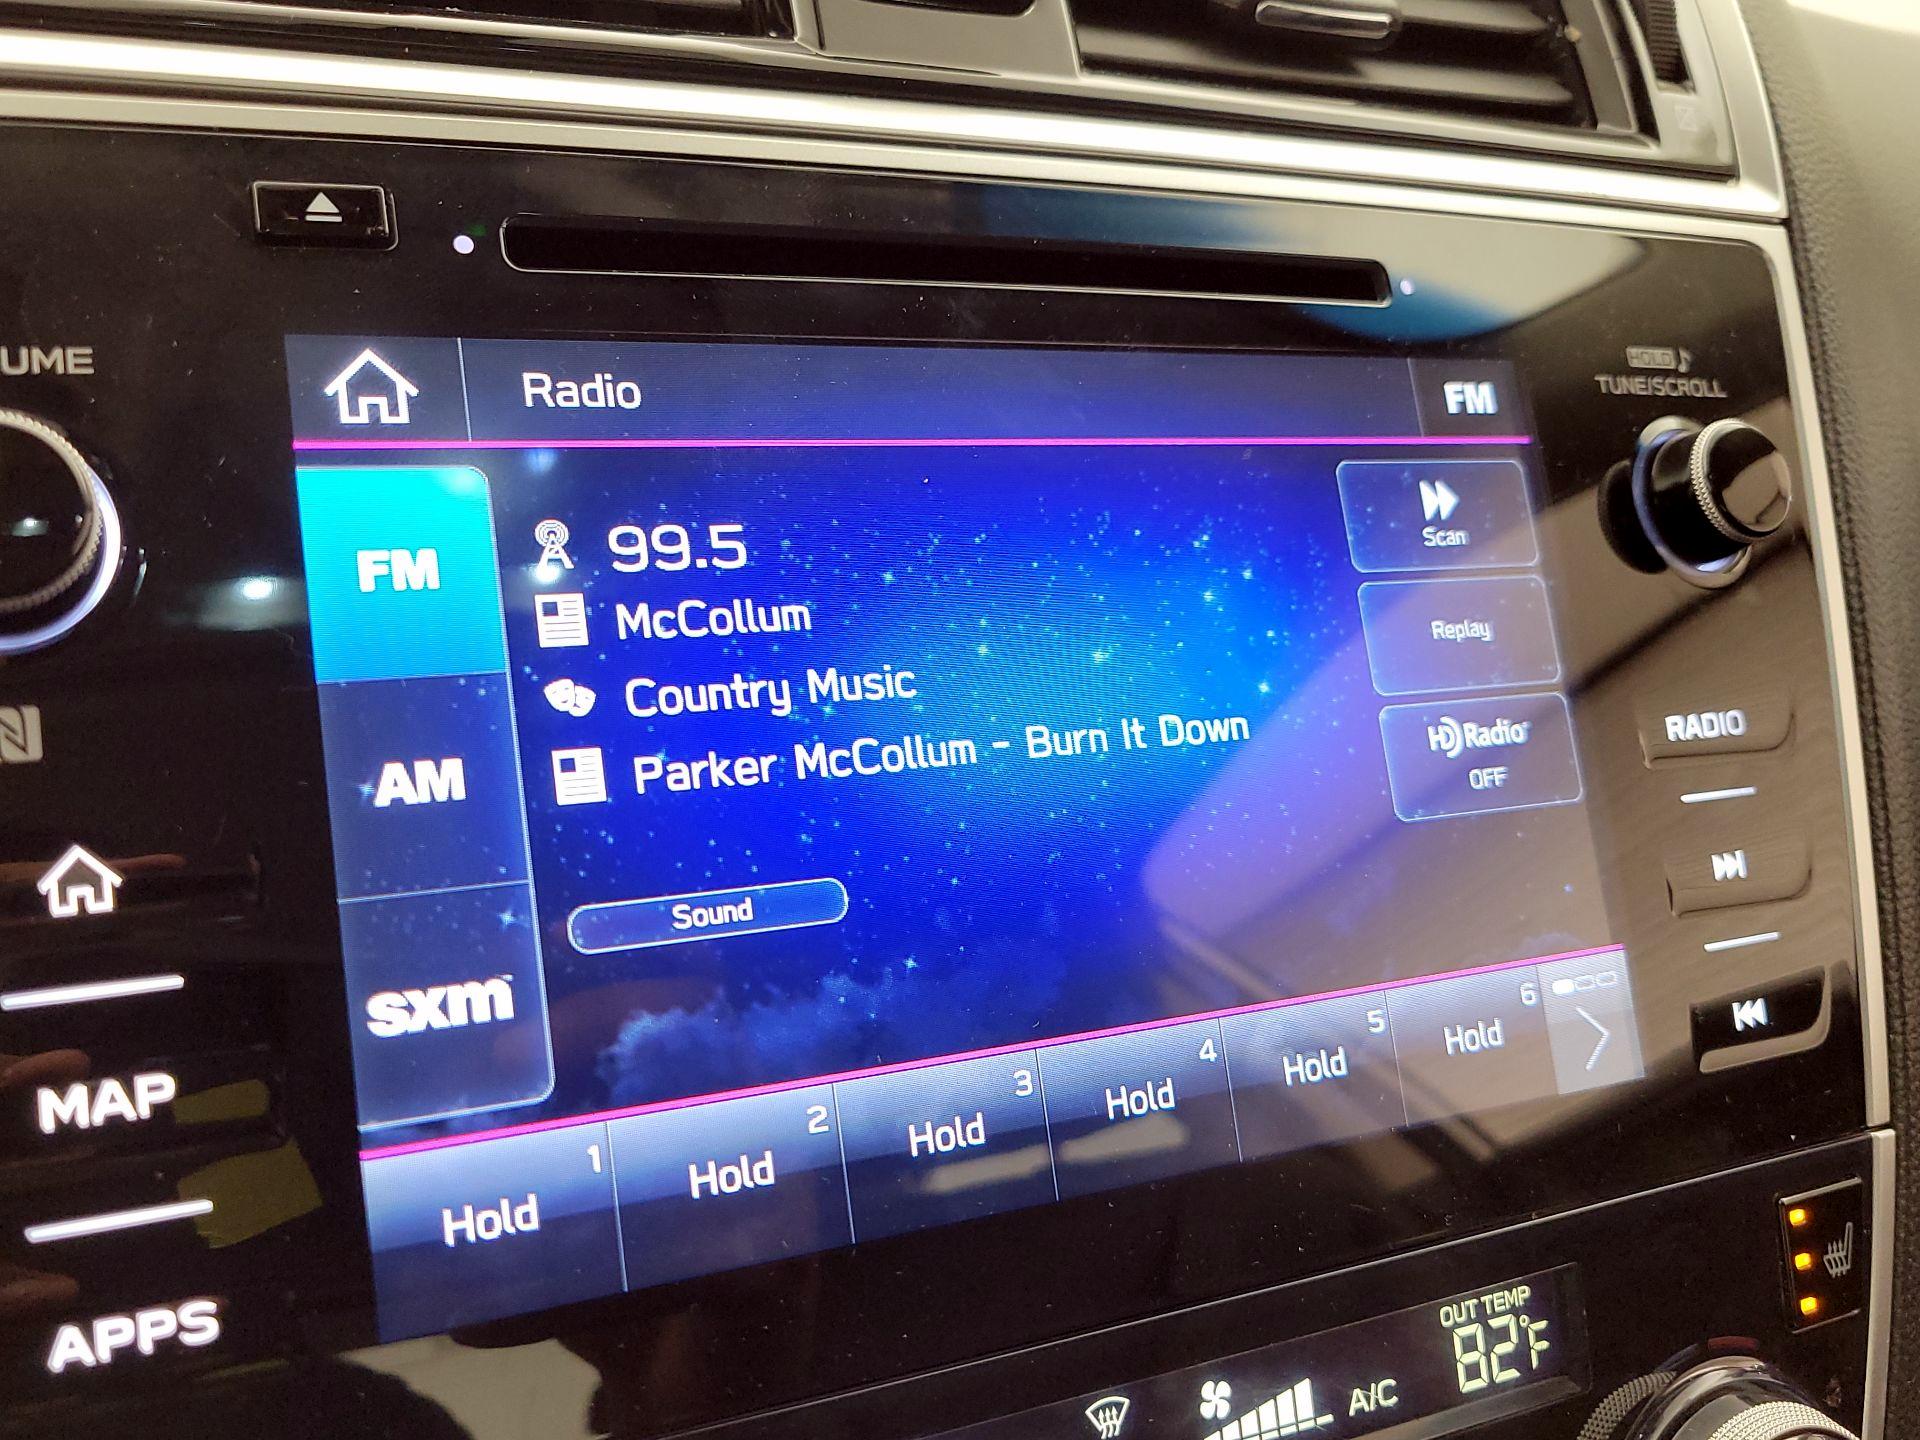 UME
HOLD
TUNE/SCROLL
Radio
FM
FM
99.5
Scan
McCollum
Replay
Country Music
HD Radio
OFF
RADIO
AM
Parker McCollum - Burn It Down
Sound
sxm
MAP
1
Hold
2
Hold
3
Hold
4
Hold
5
Hold
6
Hold
APPS
OUT TEMP
82°F
A/C